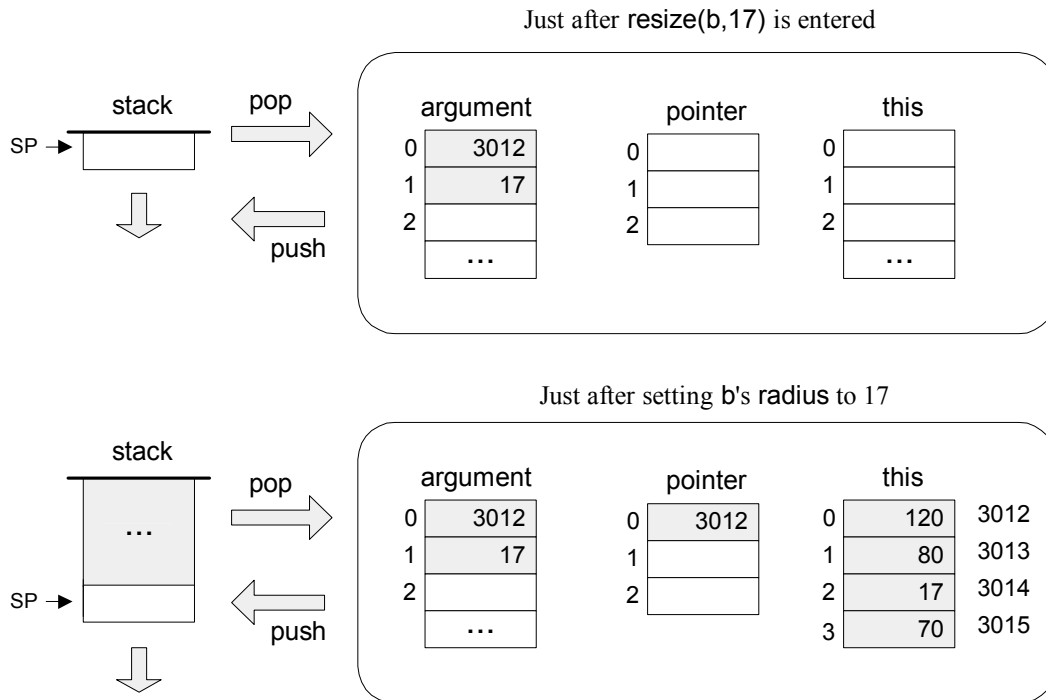 Just after resize(b,17) is entered
stack
pop
argument
pointer
this
SP
0 3012
0
0
1 17
1
1
2
2
2
push
...
...
Just after setting b's radius to 17
stack
pop
argument
pointer
this
0 3012
0 3012
0 120 3012
...
1 17
1
1 80 3013
SP
2
2
2 17 3014
push
...
3 70 3015